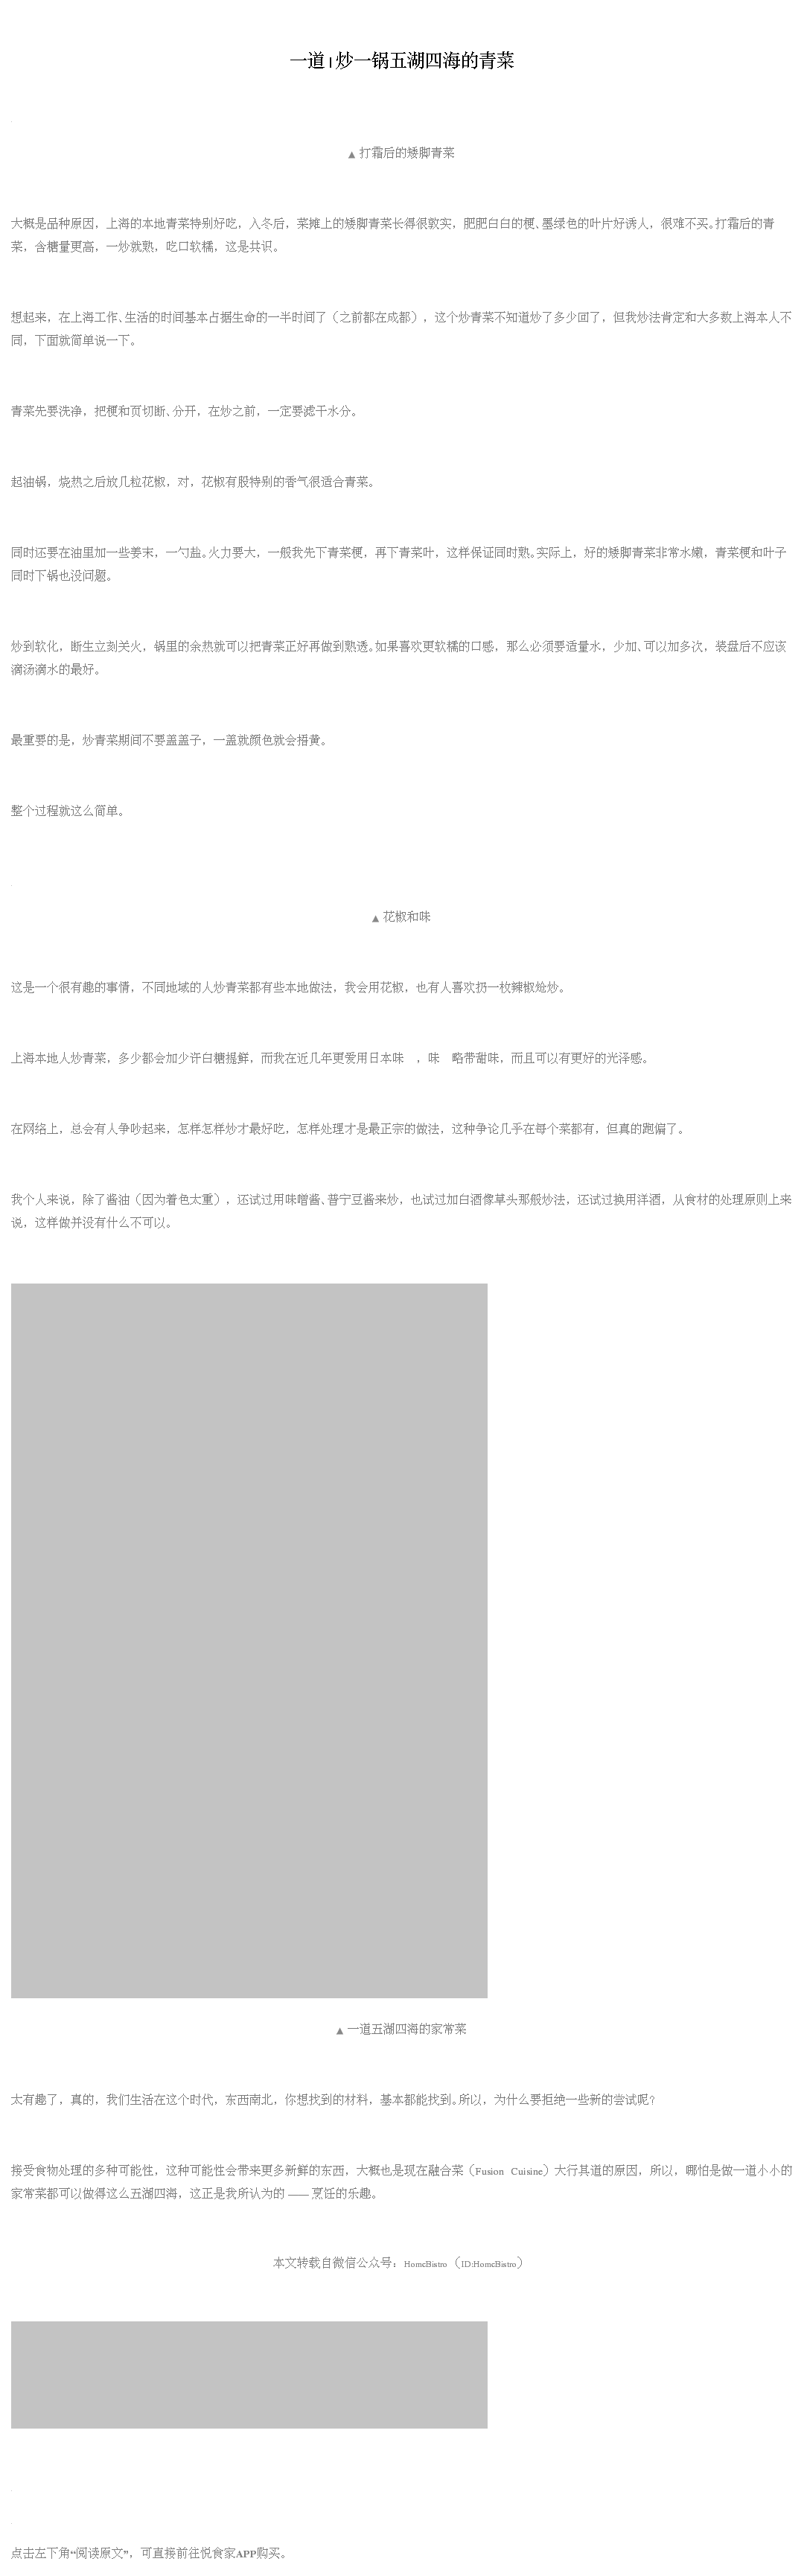 一道 | 炒一锅五湖四海的青菜
▲ 打霜后的矮脚青菜
大概是品种原因，上海的本地青菜特别好吃，入冬后，菜摊上的矮脚青菜长得很敦实，肥肥白白的梗、墨绿色的叶片好诱人，很难不买。打霜后的青
菜，含糖量更高，一炒就熟，吃口软糯，这是共识。
想起来，在上海工作、生活的时间基本占据生命的一半时间了（之前都在成都），这个炒青菜不知道炒了多少回了，但我炒法肯定和大多数上海本人不
同，下面就简单说一下。
青菜先要洗净，把梗和页切断、分开，在炒之前，一定要滤干水分。
起油锅，烧热之后放几粒花椒，对，花椒有股特别的香气很适合青菜。
同时还要在油里加一些姜末，一勺盐。火力要大，一般我先下青菜梗，再下青菜叶，这样保证同时熟。实际上，好的矮脚青菜非常水嫩，青菜梗和叶子
同时下锅也没问题。
炒到软化，断生立刻关火，锅里的余热就可以把青菜正好再做到熟透。如果喜欢更软糯的口感，那么必须要适量水，少加、可以加多次，装盘后不应该
滴汤滴水的最好。
最重要的是，炒青菜期间不要盖盖子，一盖就颜色就会捂黄。
整个过程就这么简单。
▲ 花椒和味
这是一个很有趣的事情，不同地域的人炒青菜都有些本地做法，我会用花椒，也有人喜欢扔一枚辣椒炝炒。
上海本地人炒青菜，多少都会加少许白糖提鲜，而我在近几年更爱用日本味 ，味 略带甜味，而且可以有更好的光泽感。
在网络上，总会有人争吵起来，怎样怎样炒才最好吃，怎样处理才是最正宗的做法，这种争论几乎在每个菜都有，但真的跑偏了。
我个人来说，除了酱油（因为着色太重），还试过用味噌酱、普宁豆酱来炒，也试过加白酒像草头那般炒法，还试过换用洋酒，从食材的处理原则上来
说，这样做并没有什么不可以。
▲ 一道五湖四海的家常菜
太有趣了，真的，我们生活在这个时代，东西南北，你想找到的材料，基本都能找到。所以，为什么要拒绝一些新的尝试呢？
接受食物处理的多种可能性，这种可能性会带来更多新鲜的东西，大概也是现在融合菜（Fusion Cuisine）大行其道的原因，所以，哪怕是做一道小小的
家常菜都可以做得这么五湖四海，这正是我所认为的 —— 烹饪的乐趣。
本文转载自微信公众号：HomeBistro（ID:HomeBistro）
点击左下角“阅读原文”，可直接前往悦食家APP购买。